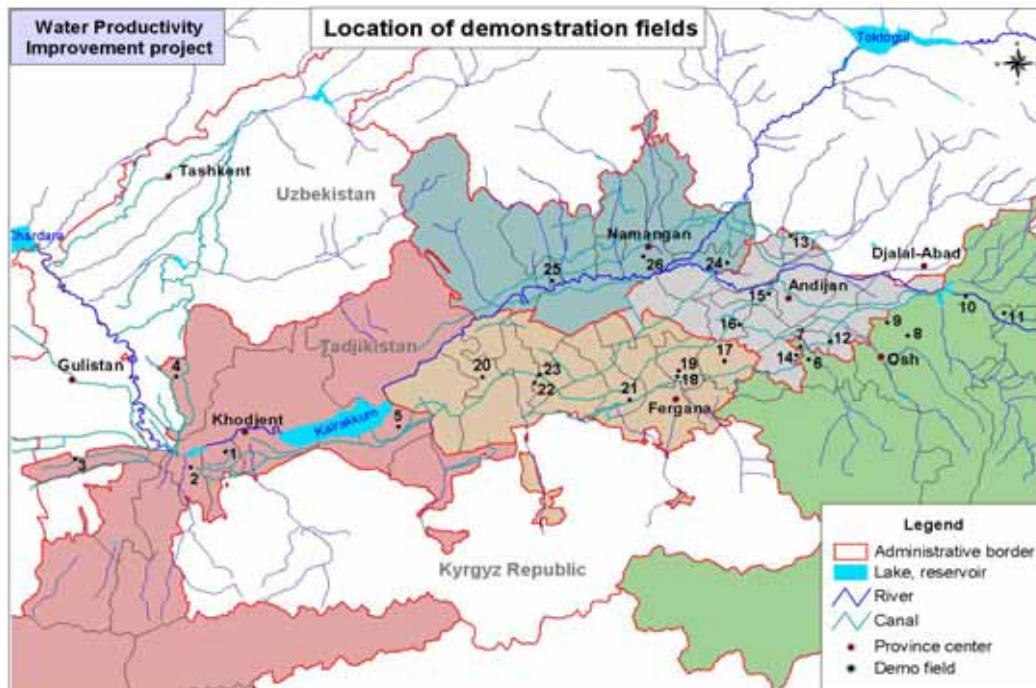 Water Productivity
Improvement project
Location of demonstration fields
Toktogul
Tashkent
Uzbekistan
Chardara
Namangan
13
Djalal-Abad
25
26
24
15
Andijan
10
11
16
9
8
7
12
Tadjikistan
Gulistan
4
20
23
22
19
18
17
14
6
Osh
21
Fergana
Khodjent
Kairakkum
5
3
2
1
Kyrgyz Republic
Legend
Administrative border
Lake, reservoir
River
Canal
Province center
Demo field